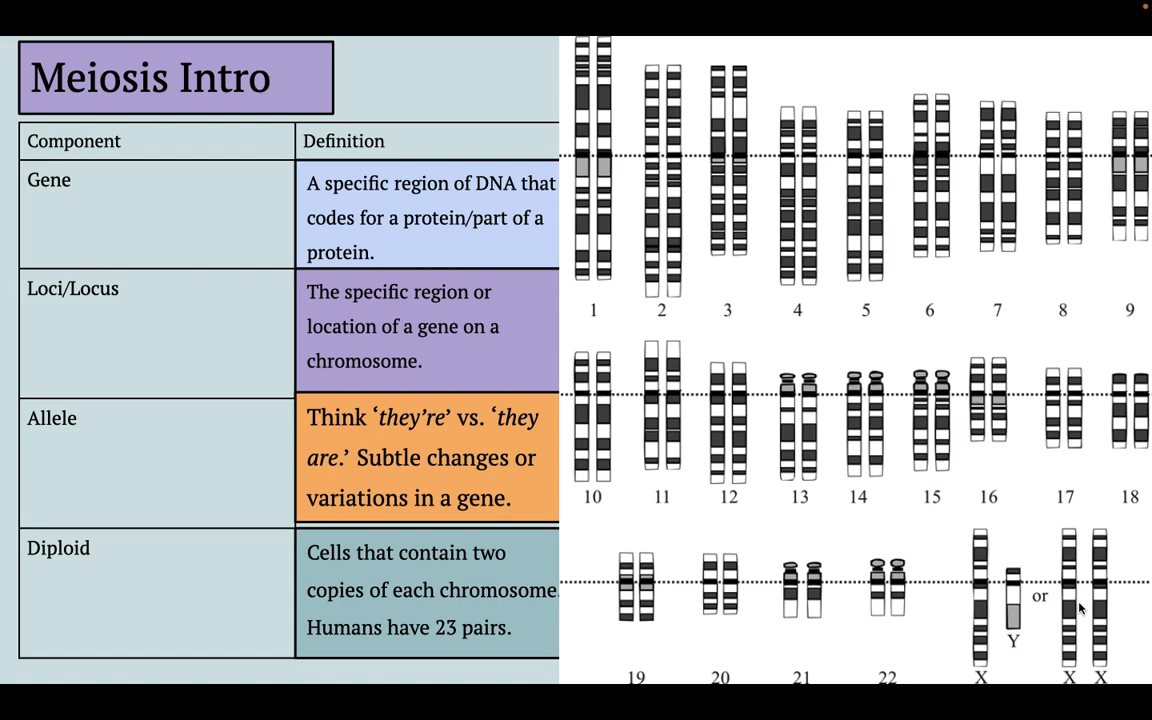 Meiosis Intro
Component
Definition
Gene
A specific region of DNA that
codes for a protein/part of a
protein.
Loci/Locus
The specific region or
location of a gene on a
chromosome.
Allele
Think ‘they’re’ vs. ‘they
are.’ Subtle changes or
variations in a gene.
Diploid
Cells that contain two
copies of each chromosome.
Humans have 23 pairs.
1 2 3 4 5 6 7 8 9
10 11 12 13 14 15 16 17 18
or
Y
19 20 21 22 X X X